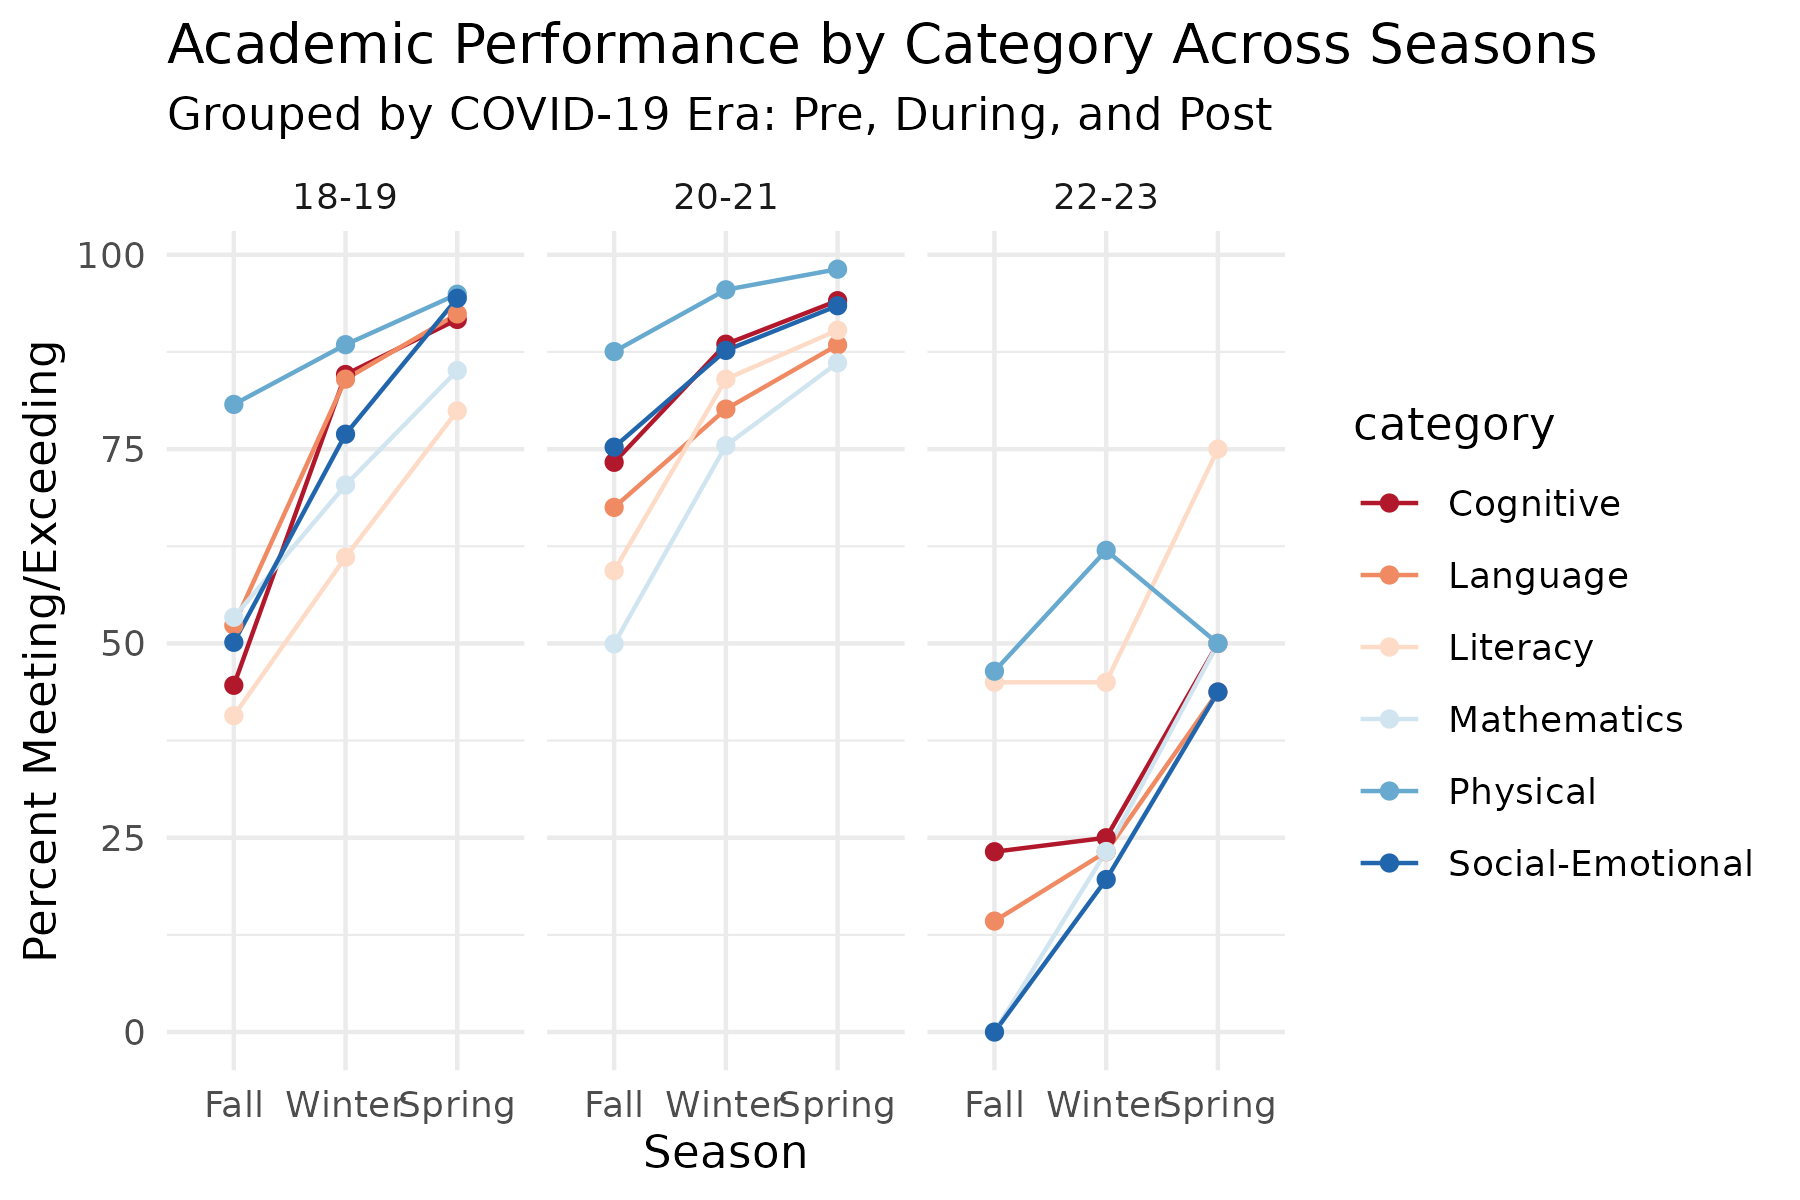 Academic Performance by Category Across Seasons
Grouped by COVID-19 Era: Pre, During, and Post
18-19 20-21 22-23
Percent Meeting/Exceeding
100
75
50
25
0
Fall Winter Spring Fall Winter Spring Fall Winter Spring
Season
category
Cognitive
Language
Literacy
Mathematics
Physical
Social-Emotional